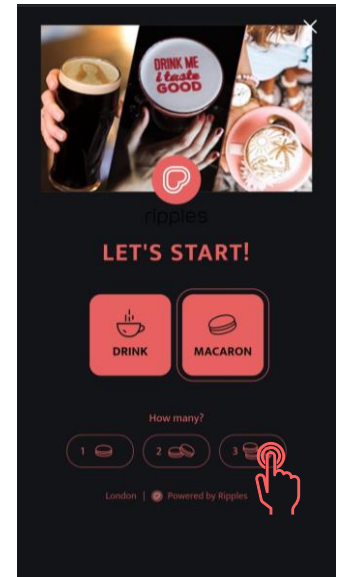 DRINK ME
i taste
GOOD
ripples
LET'S START!
DRINK
MACARON
How many?
1
2
3
London | Powered by Ripples